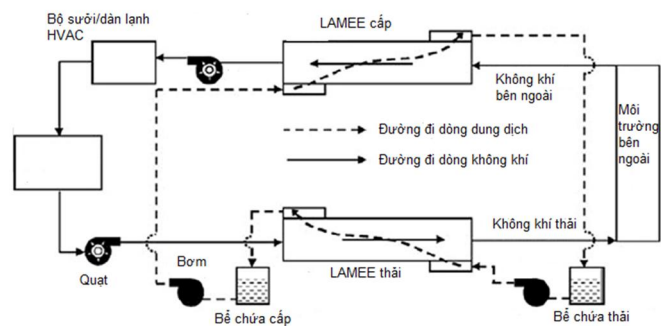 Bộ sưởi/dàn lạnh
HVAC
LAMEE cấp
Không khí
bên ngoài
Môi
trường
bên
ngoài
Đường đi dòng dung dịch
Đường đi dòng không khí
Không khí thải
Quạt
Bơm
LAMEE thải
Bể chứa cấp
Bể chứa thải